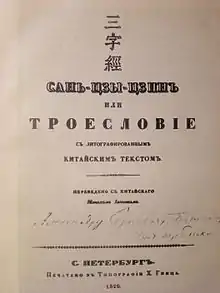 三
字
經
САНЬ-ЦЗЫ-ЦЗИНЪ
ИЛИ
ТРОЕСЛОВІЕ
СЪ ЛИТОГРАФИРОВАННЫМЪ
КИТАЙСКИМЪ ТЕКСТОМЪ.
ПЕРЕВЕДЕНО СЪ КИТАЙСКАГО
Монахомъ Іакинѳомъ.
С. ПЕТЕРБУРГЪ.
ПЕЧАТАНО ВЪ ТИПОГРАФІИ Х. ГИНЦА.
1829.